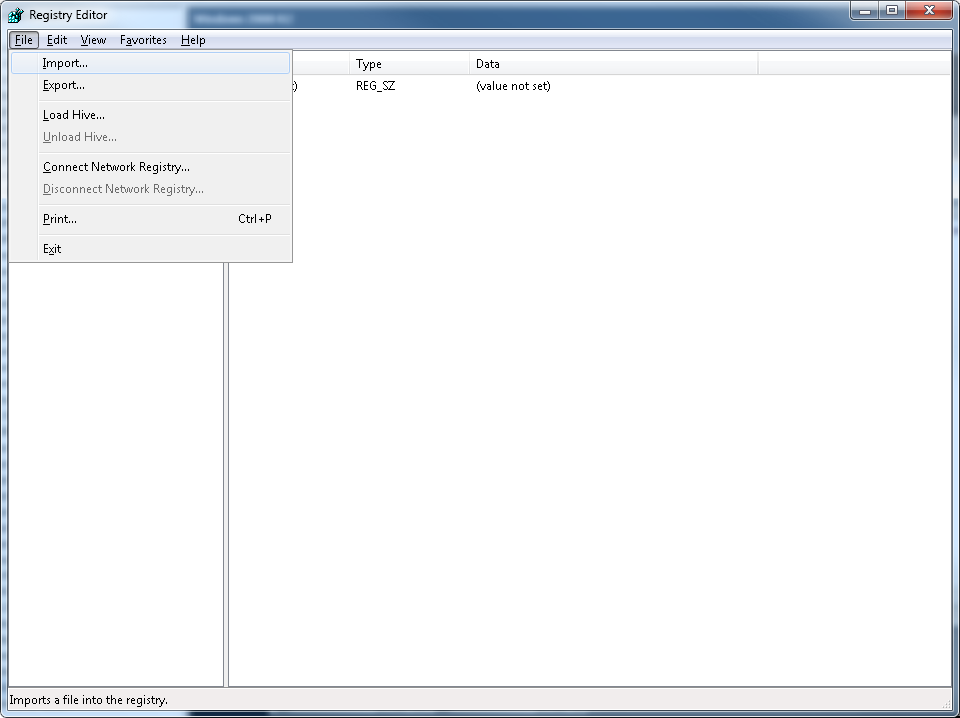 Registry Editor
File Edit View Favorites Help
Import...
Type Data
Export...
REG_SZ (value not set)
Load Hive...
Unload Hive...
Connect Network Registry...
Disconnect Network Registry...
Print... Ctrl+P
Exit
Imports a file into the registry.